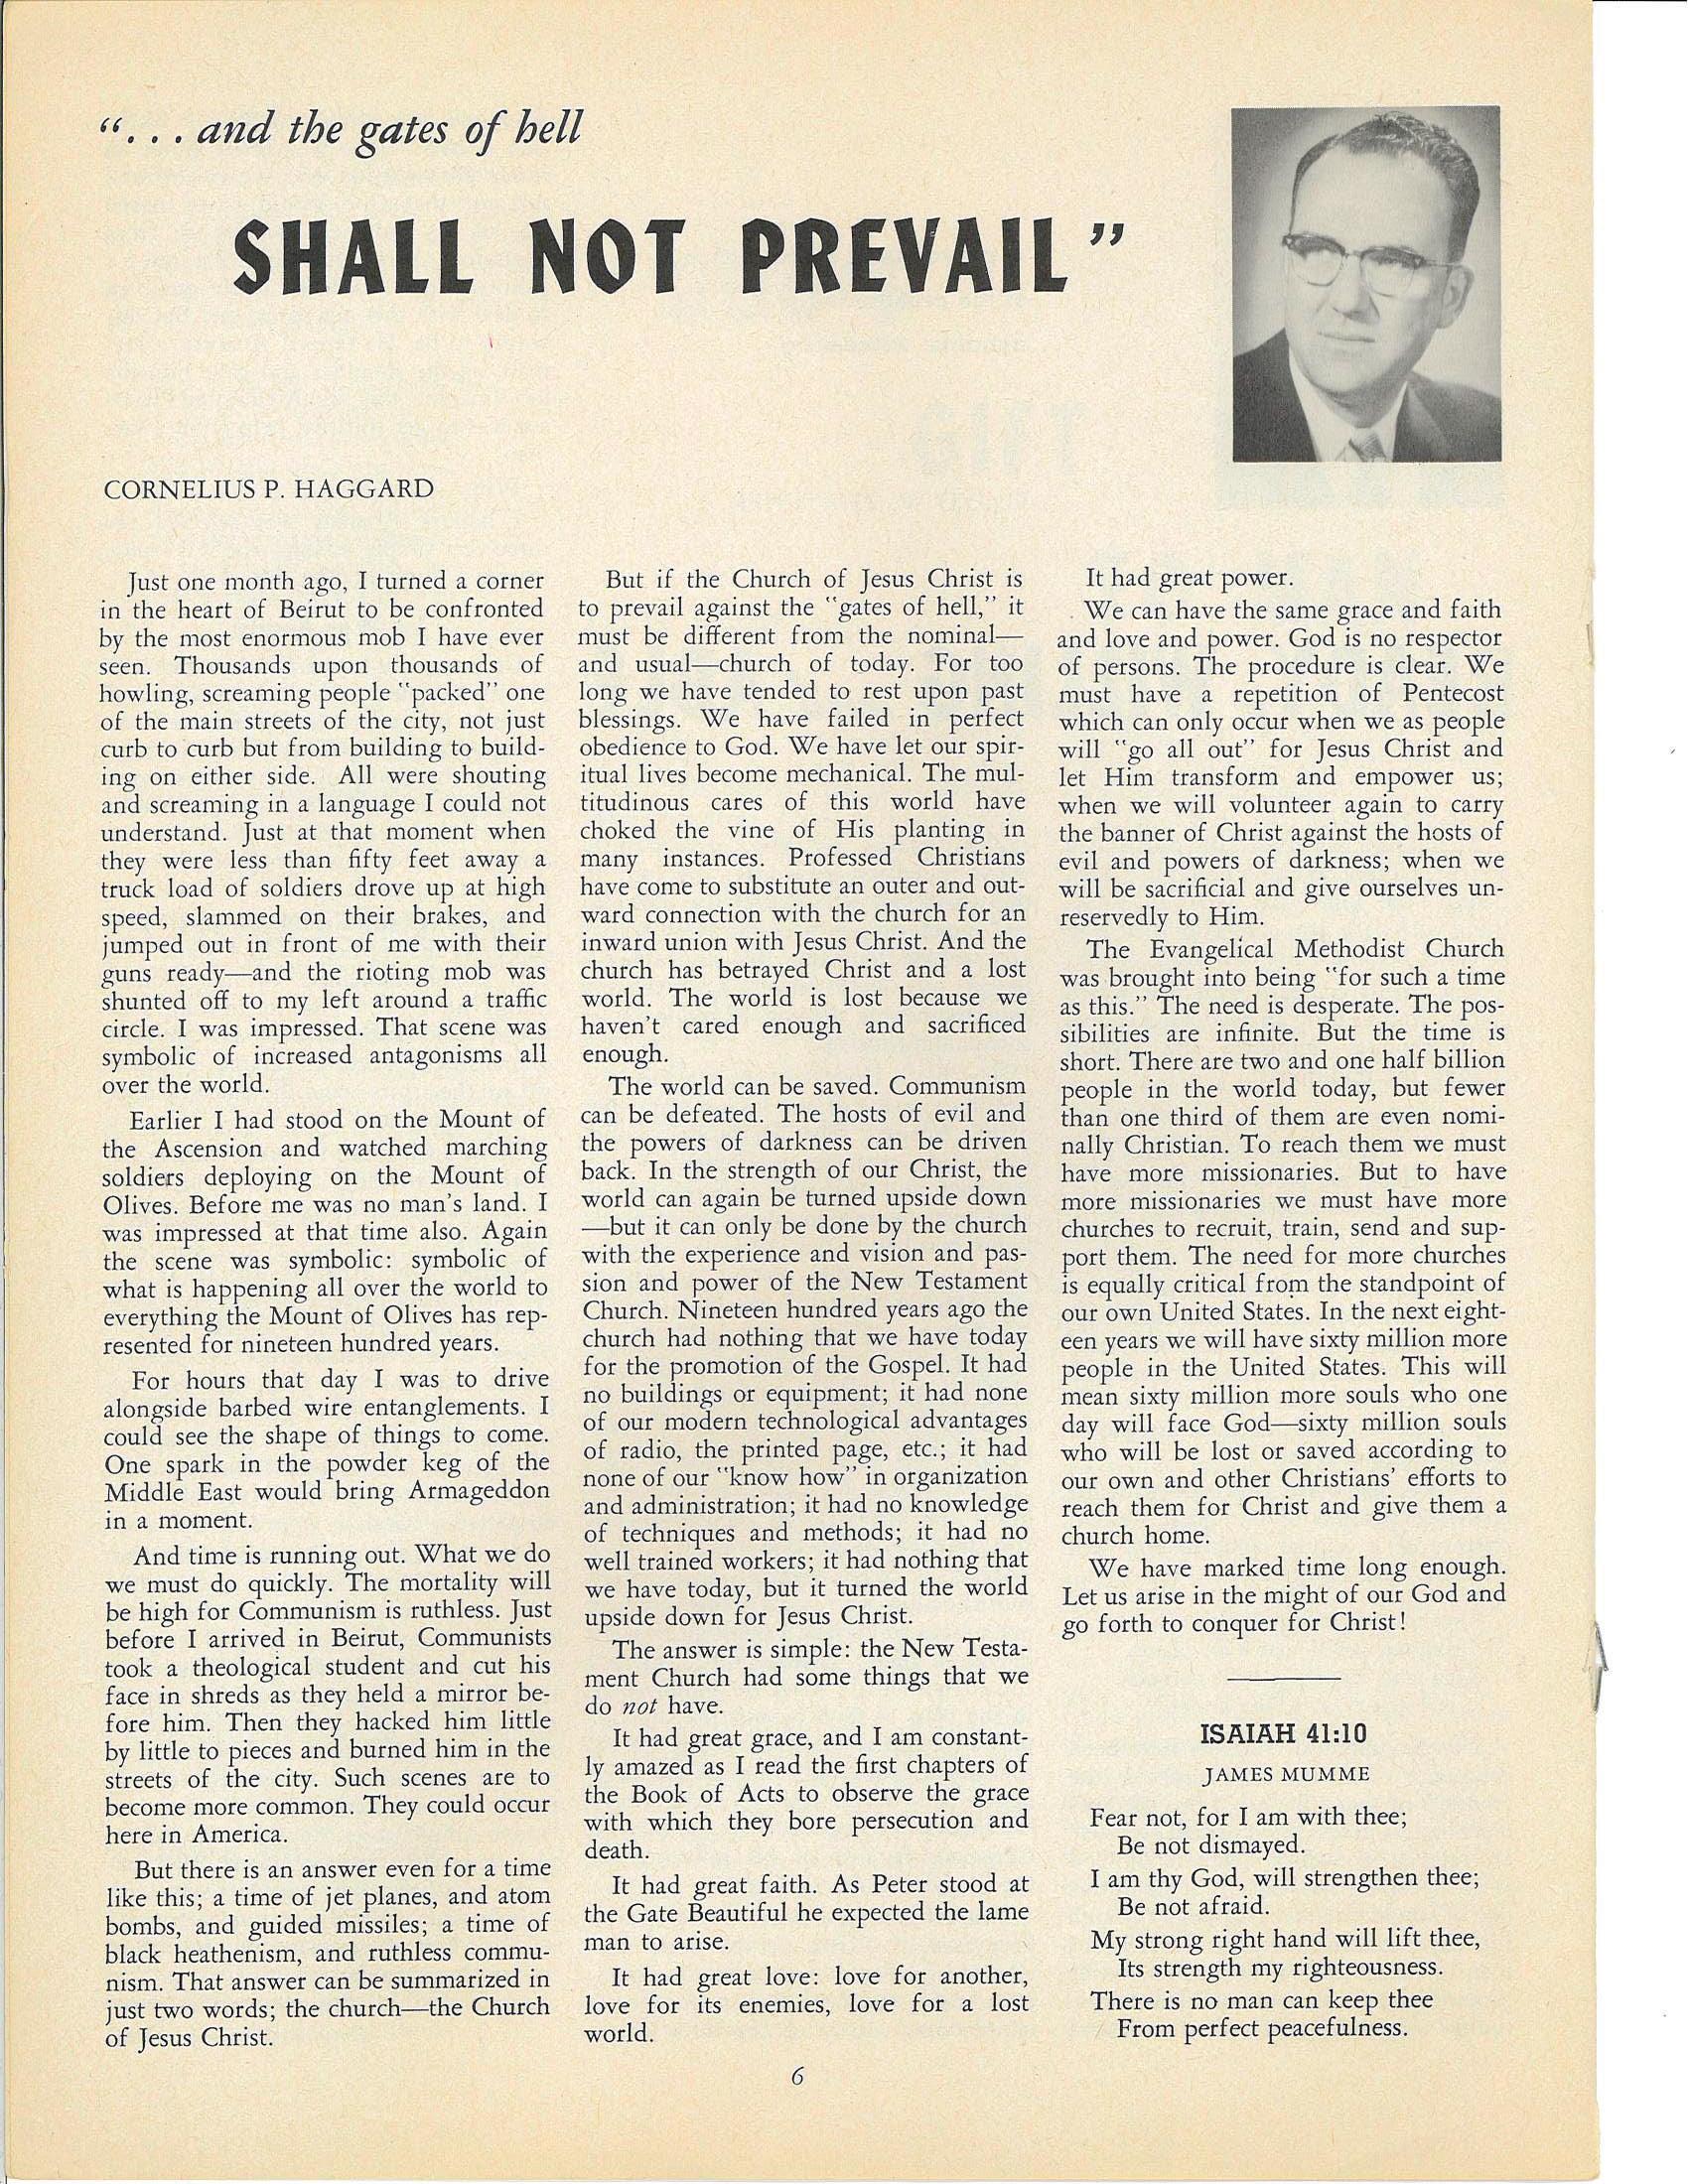 “. . . and the gates of hell
SHALL NOT PREVAIL”
CORNELIUS P. HAGGARD
Just one month ago, I turned a corner
in the heart of Beirut to be confronted
by the most enormous mob I have ever
seen. Thousands upon thousands of
howling, screaming people “packed” one
of the main streets of the city, not just
curb to curb but from building to build-
ing on either side. All were shouting
and screaming in a language I could not
understand. Just at that moment when
they were less than fifty feet away a
truck load of soldiers drove up at high
speed, slammed on their brakes, and
jumped out in front of me with their
guns ready—and the rioting mob was
shunted off to my left around a traffic
circle. I was impressed. That scene was
symbolic of increased antagonisms all
over the world.
Earlier I had stood on the Mount of
the Ascension and watched marching
soldiers deploying on the Mount of
Olives. Before me was no man's land. I
was impressed at that time also. Again
the scene was symbolic: symbolic of
what is happening all over the world to
everything the Mount of Olives has rep-
resented for nineteen hundred years.
For hours that day I was to drive
alongside barbed wire entanglements. I
could see the shape of things to come.
One spark in the powder keg of the
Middle East would bring Armageddon
in a moment.
And time is running out. What we do
we must do quickly. The mortality will
be high for Communism is ruthless. Just
before I arrived in Beirut, Communists
took a theological student and cut his
face in shreds as they held a mirror be-
fore him. Then they hacked him little
by little to pieces and burned him in the
streets of the city. Such scenes are to
become more common. They could occur
here in America.
But there is an answer even for a time
like this; a time of jet planes, and atom
bombs, and guided missiles; a time of
black heathenism, and ruthless commu-
nism. That answer can be summarized in
just two words; the church—the Church
of Jesus Christ.
But if the Church of Jesus Christ is
to prevail against the “gates of hell,” it
must be different from the nominal—
and usual—church of today. For too
long we have tended to rest upon past
blessings. We have failed in perfect
obedience to God. We have let our spir-
itual lives become mechanical. The mul-
titudinous cares of this world have
choked the vine of His planting in
many instances. Professed Christians
have come to substitute an outer and out-
ward connection with the church for an
inward union with Jesus Christ. And the
church has betrayed Christ and a lost
world. The world is lost because we
haven't cared enough and sacrificed
enough.
The world can be saved. Communism
can be defeated. The hosts of evil and
the powers of darkness can be driven
back. In the strength of our Christ, the
world can again be turned upside down
—but it can only be done by the church
with the experience and vision and pas-
sion and power of the New Testament
Church. Nineteen hundred years ago the
church had nothing that we have today
for the promotion of the Gospel. It had
no buildings or equipment; it had none
of our modern technological advantages
of radio, the printed page, etc.; it had
none of our “know how” in organization
and administration; it had no knowledge
of techniques and methods; it had no
well trained workers; it had nothing that
we have today, but it turned the world
upside down for Jesus Christ.
The answer is simple: the New Testa-
ment Church had some things that we
do not have.
It had great grace, and I am constant-
ly amazed as I read the first chapters of
the Book of Acts to observe the grace
with which they bore persecution and
death.
It had great faith. As Peter stood at
the Gate Beautiful he expected the lame
man to arise.
It had great love: love for another,
love for its enemies, love for a lost
world.
It had great power.
We can have the same grace and faith
and love and power. God is no respector
of persons. The procedure is clear. We
must have a repetition of Pentecost
which can only occur when we as people
will “go all out” for Jesus Christ and
let Him transform and empower us;
when we will volunteer again to carry
the banner of Christ against the hosts of
evil and powers of darkness; when we
will be sacrificial and give ourselves un-
reservedly to Him.
The Evangelical Methodist Church
was brought into being “for such a time
as this.” The need is desperate. The pos-
sibilities are infinite. But the time is
short. There are two and one half billion
people in the world today, but fewer
than one third of them are even nomi-
nally Christian. To reach them we must
have more missionaries. But to have
more missionaries we must have more
churches to recruit, train, send and sup-
port them. The need for more churches
is equally critical from the standpoint of
our own United States. In the next eight-
een years we will have sixty million more
people in the United States. This will
mean sixty million more souls who one
day will face God—sixty million souls
who will be lost or saved according to
our own and other Christians' efforts to
reach them for Christ and give them a
church home.
We have marked time long enough.
Let us arise in the might of our God and
go forth to conquer for Christ!
ISAIAH 41:10
JAMES MUMME
Fear not, for I am with thee;
Be not dismayed.
I am thy God, will strengthen thee;
Be not afraid.
My strong right hand will lift thee,
Its strength my righteousness.
There is no man can keep thee
From perfect peacefulness.
6